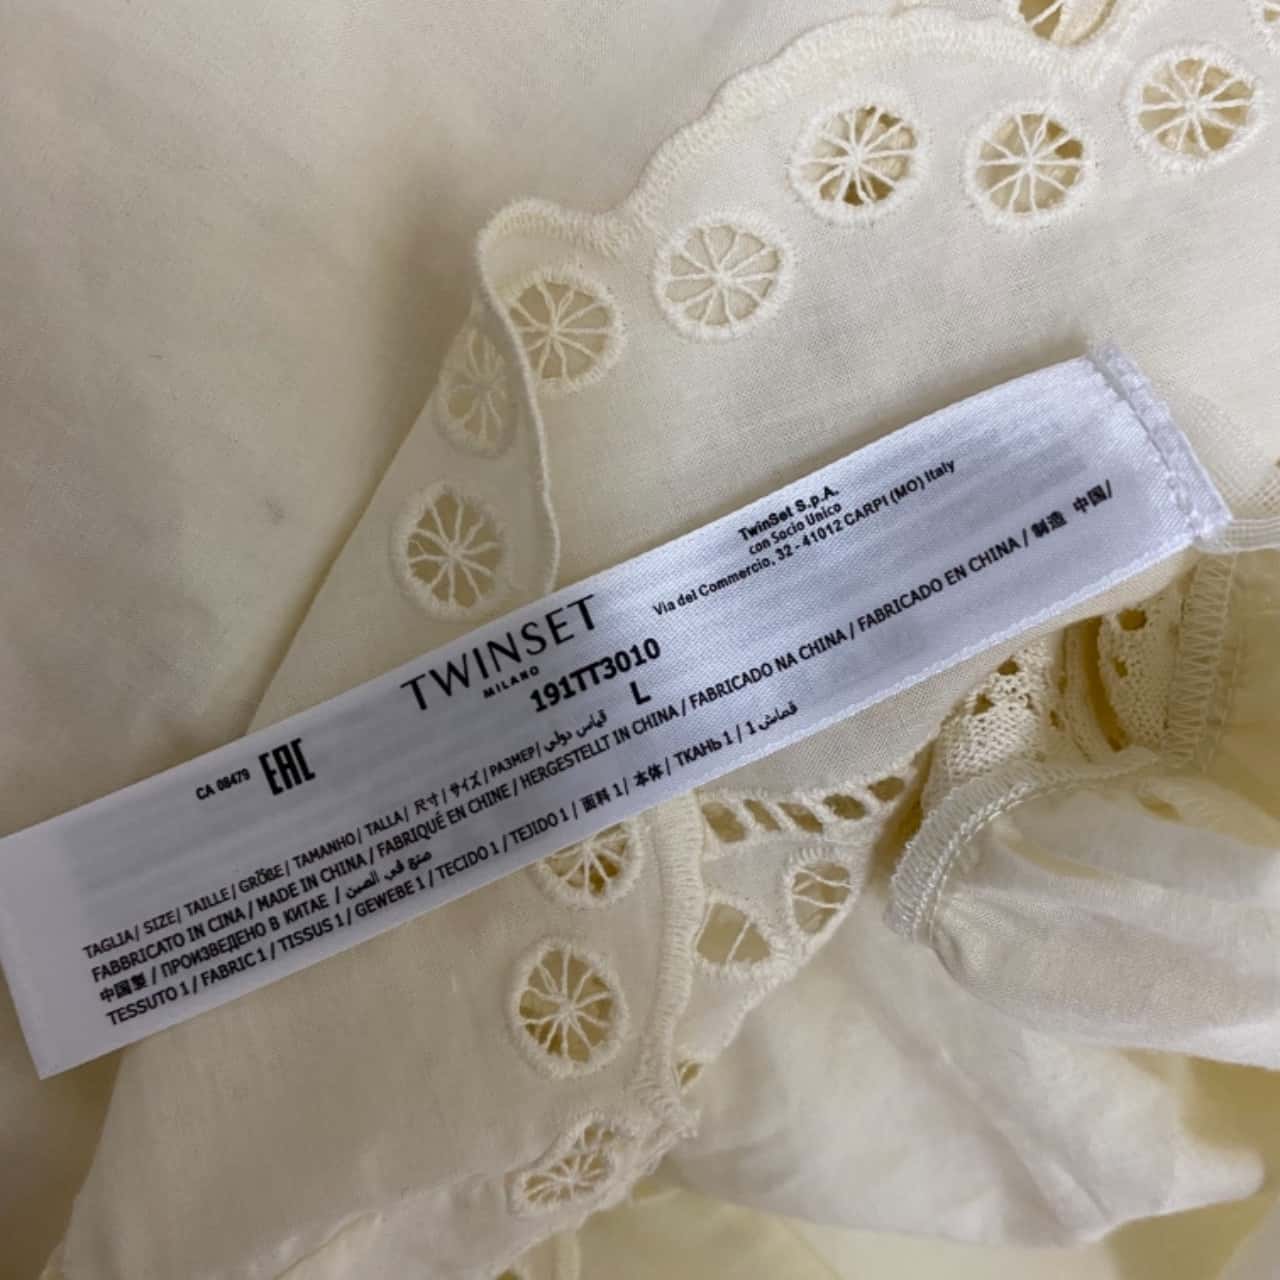 TwinSet S.p.A.
con Socio Unico
Via del Commercio, 32 - 41012 CARPI (MO) Italy
TWINSET
MILANO
191TT3010
CA 08479 EAC
TAGLIA/ SIZE/ TAILLE/ GRÖßE/ TAMANHO/ TALLA/ 尺寸/ サイズ/ РАЗМЕР/ قياس دولي L
FABBRICATO IN CINA / MADE IN CHINA / FABRIQUÉ EN CHINE / HERGESTELLT IN CHINA / FABRICADO NA CHINA / FABRICADO EN CHINA / 制造 中国/
中国製 / ПРОИЗВЕДЕНО В КИТАЕ / صنع في الصين
TESSUTO 1 / FABRIC 1 / TISSUS 1 / GEWEBE 1 / TECIDO 1 / TEJIDO 1 / 面料 1/ 本体 / ТКАНЬ 1 / 1 قماش